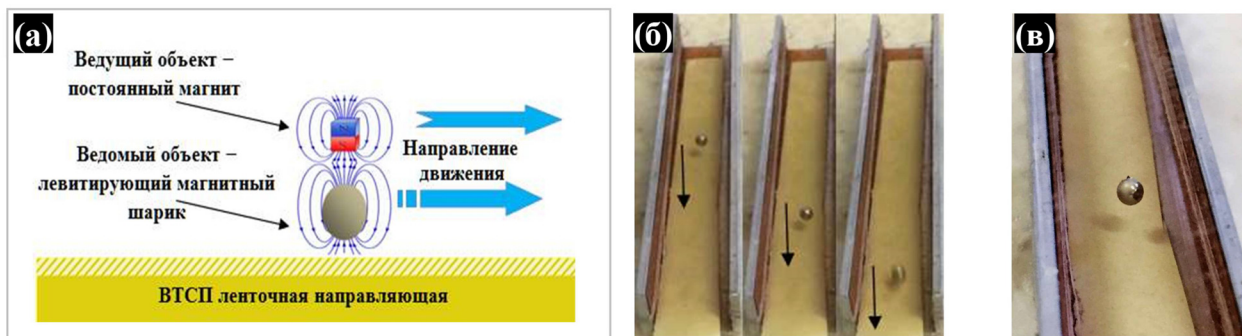 (а)
Ведущий объект –
постоянный магнит
Ведомый объект –
левитирующий магнитный
шарик
Направление
движения
ВТСП ленточная направляющая
(б)
(в)